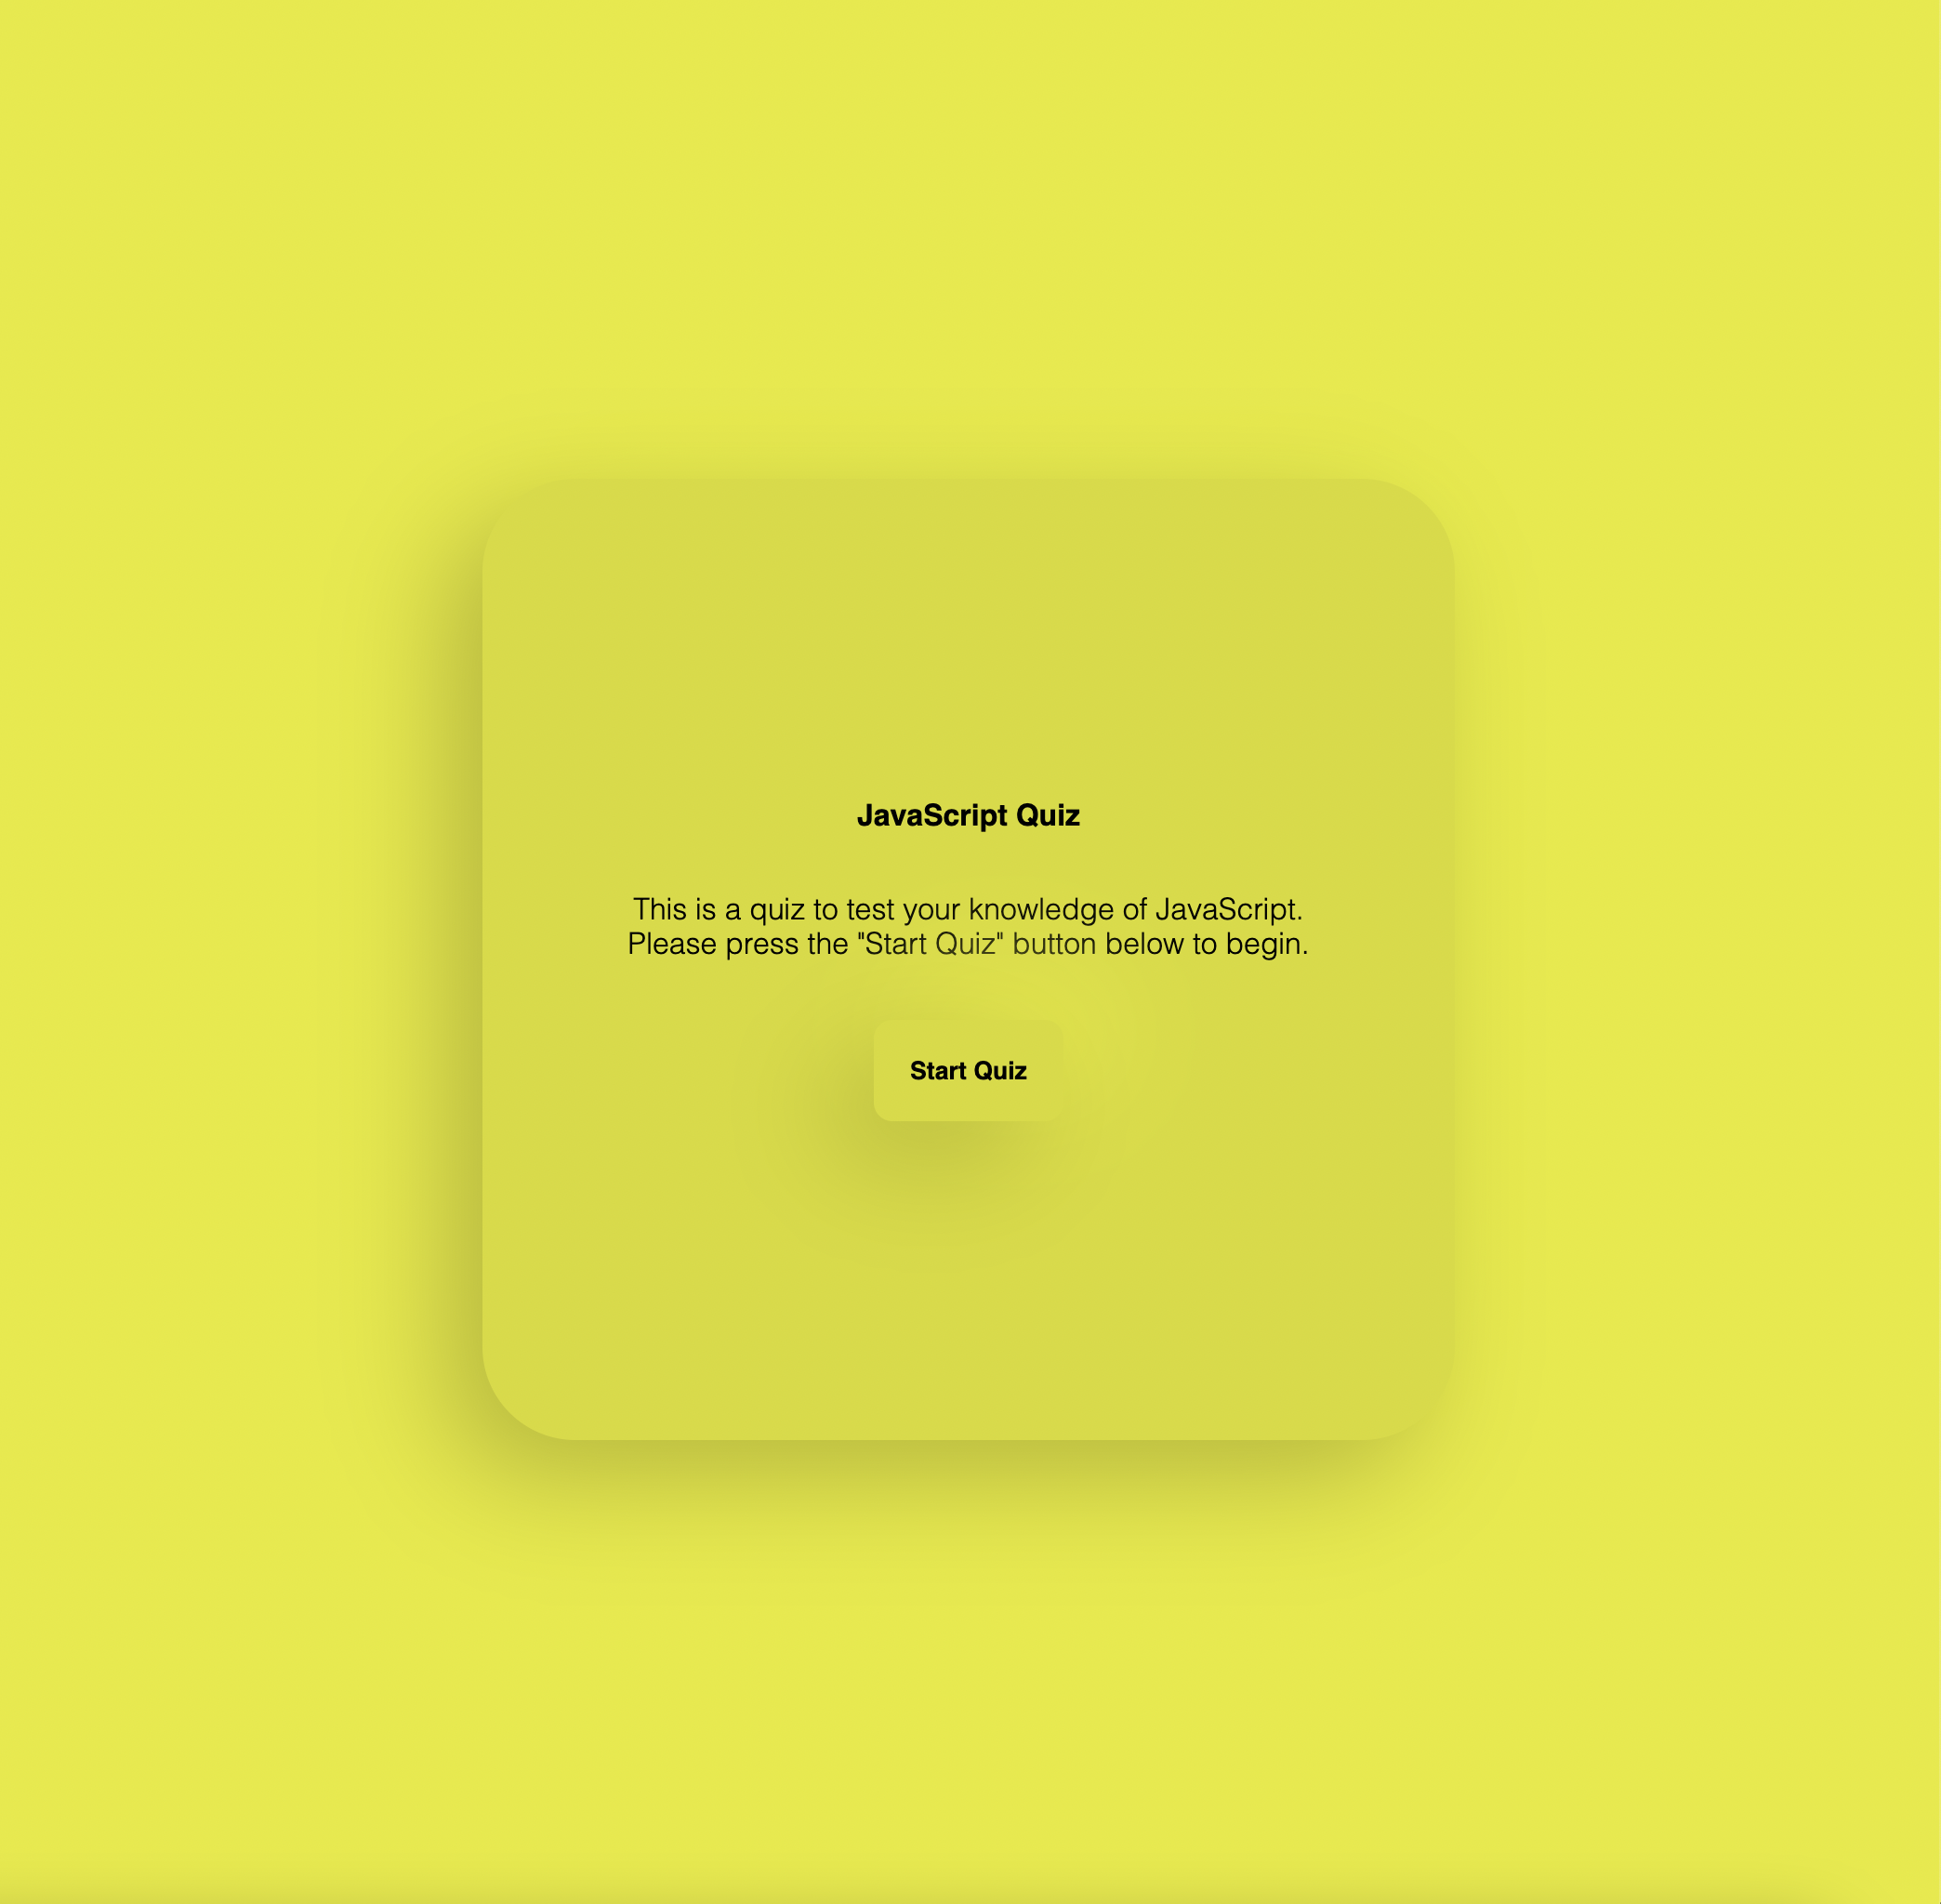 JavaScript Quiz
This is a quiz to test your knowledge of JavaScript.
Please press the "Start Quiz" button below to begin.
Start Quiz